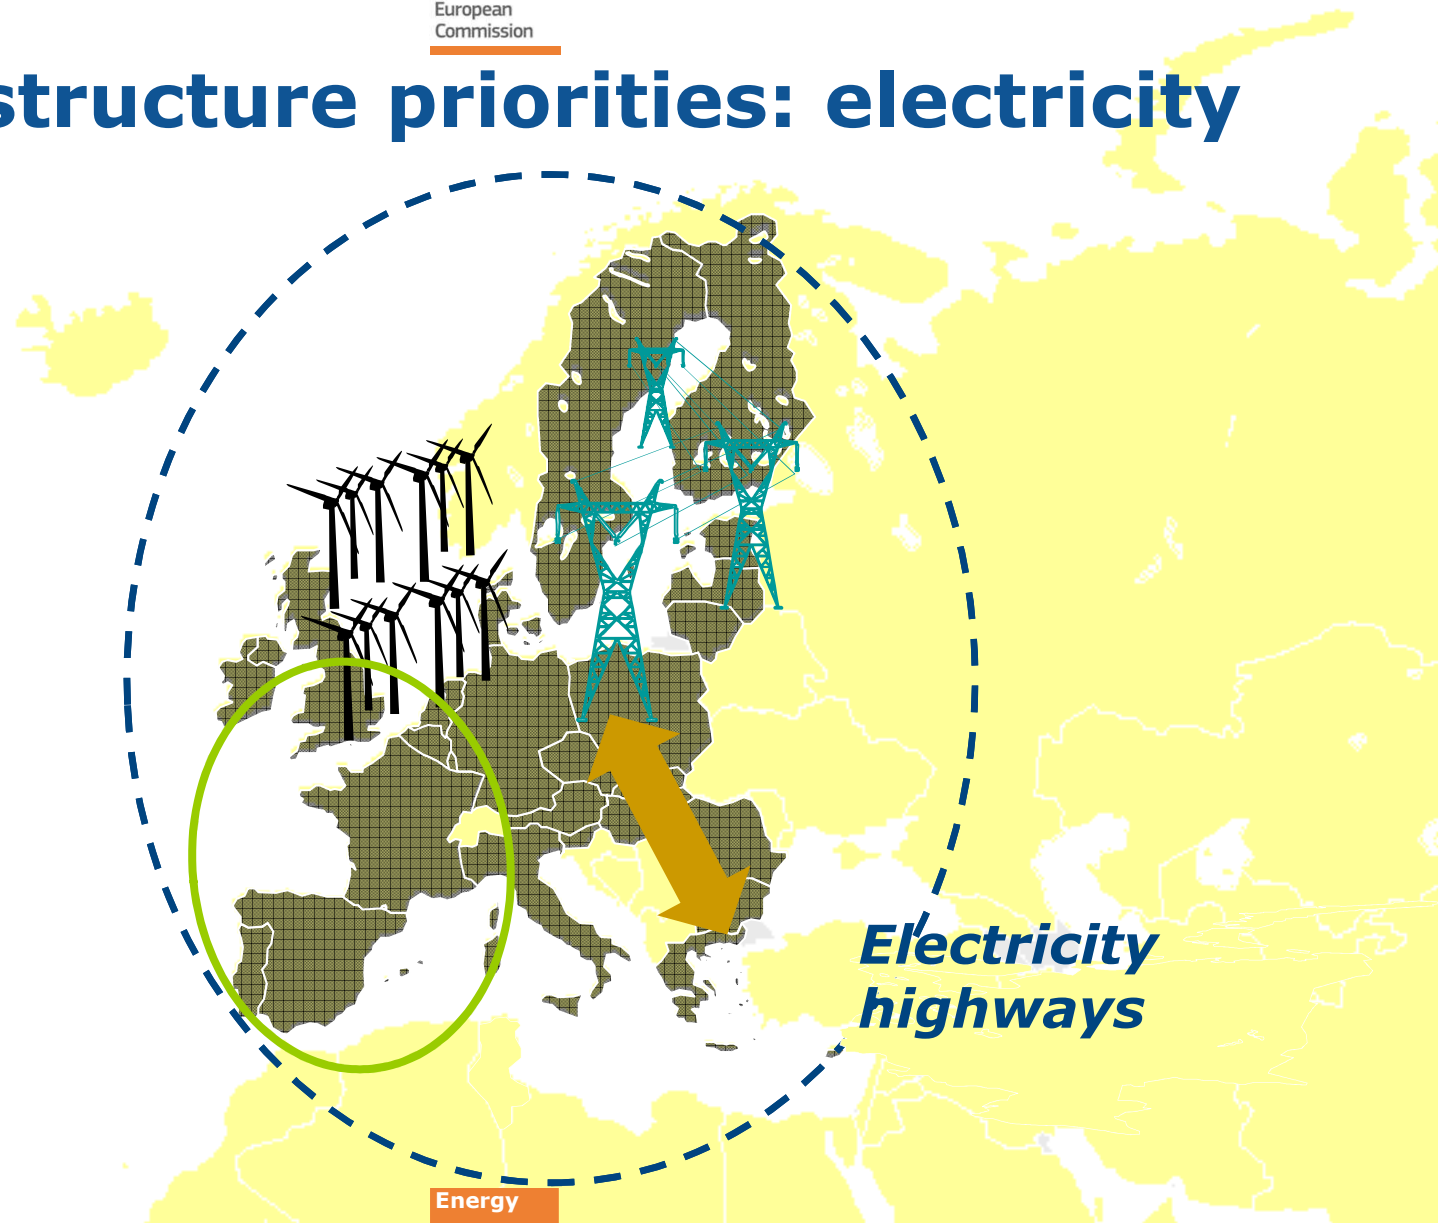 European
Commission
structure priorities: electricity
Electricity
highways
Energy